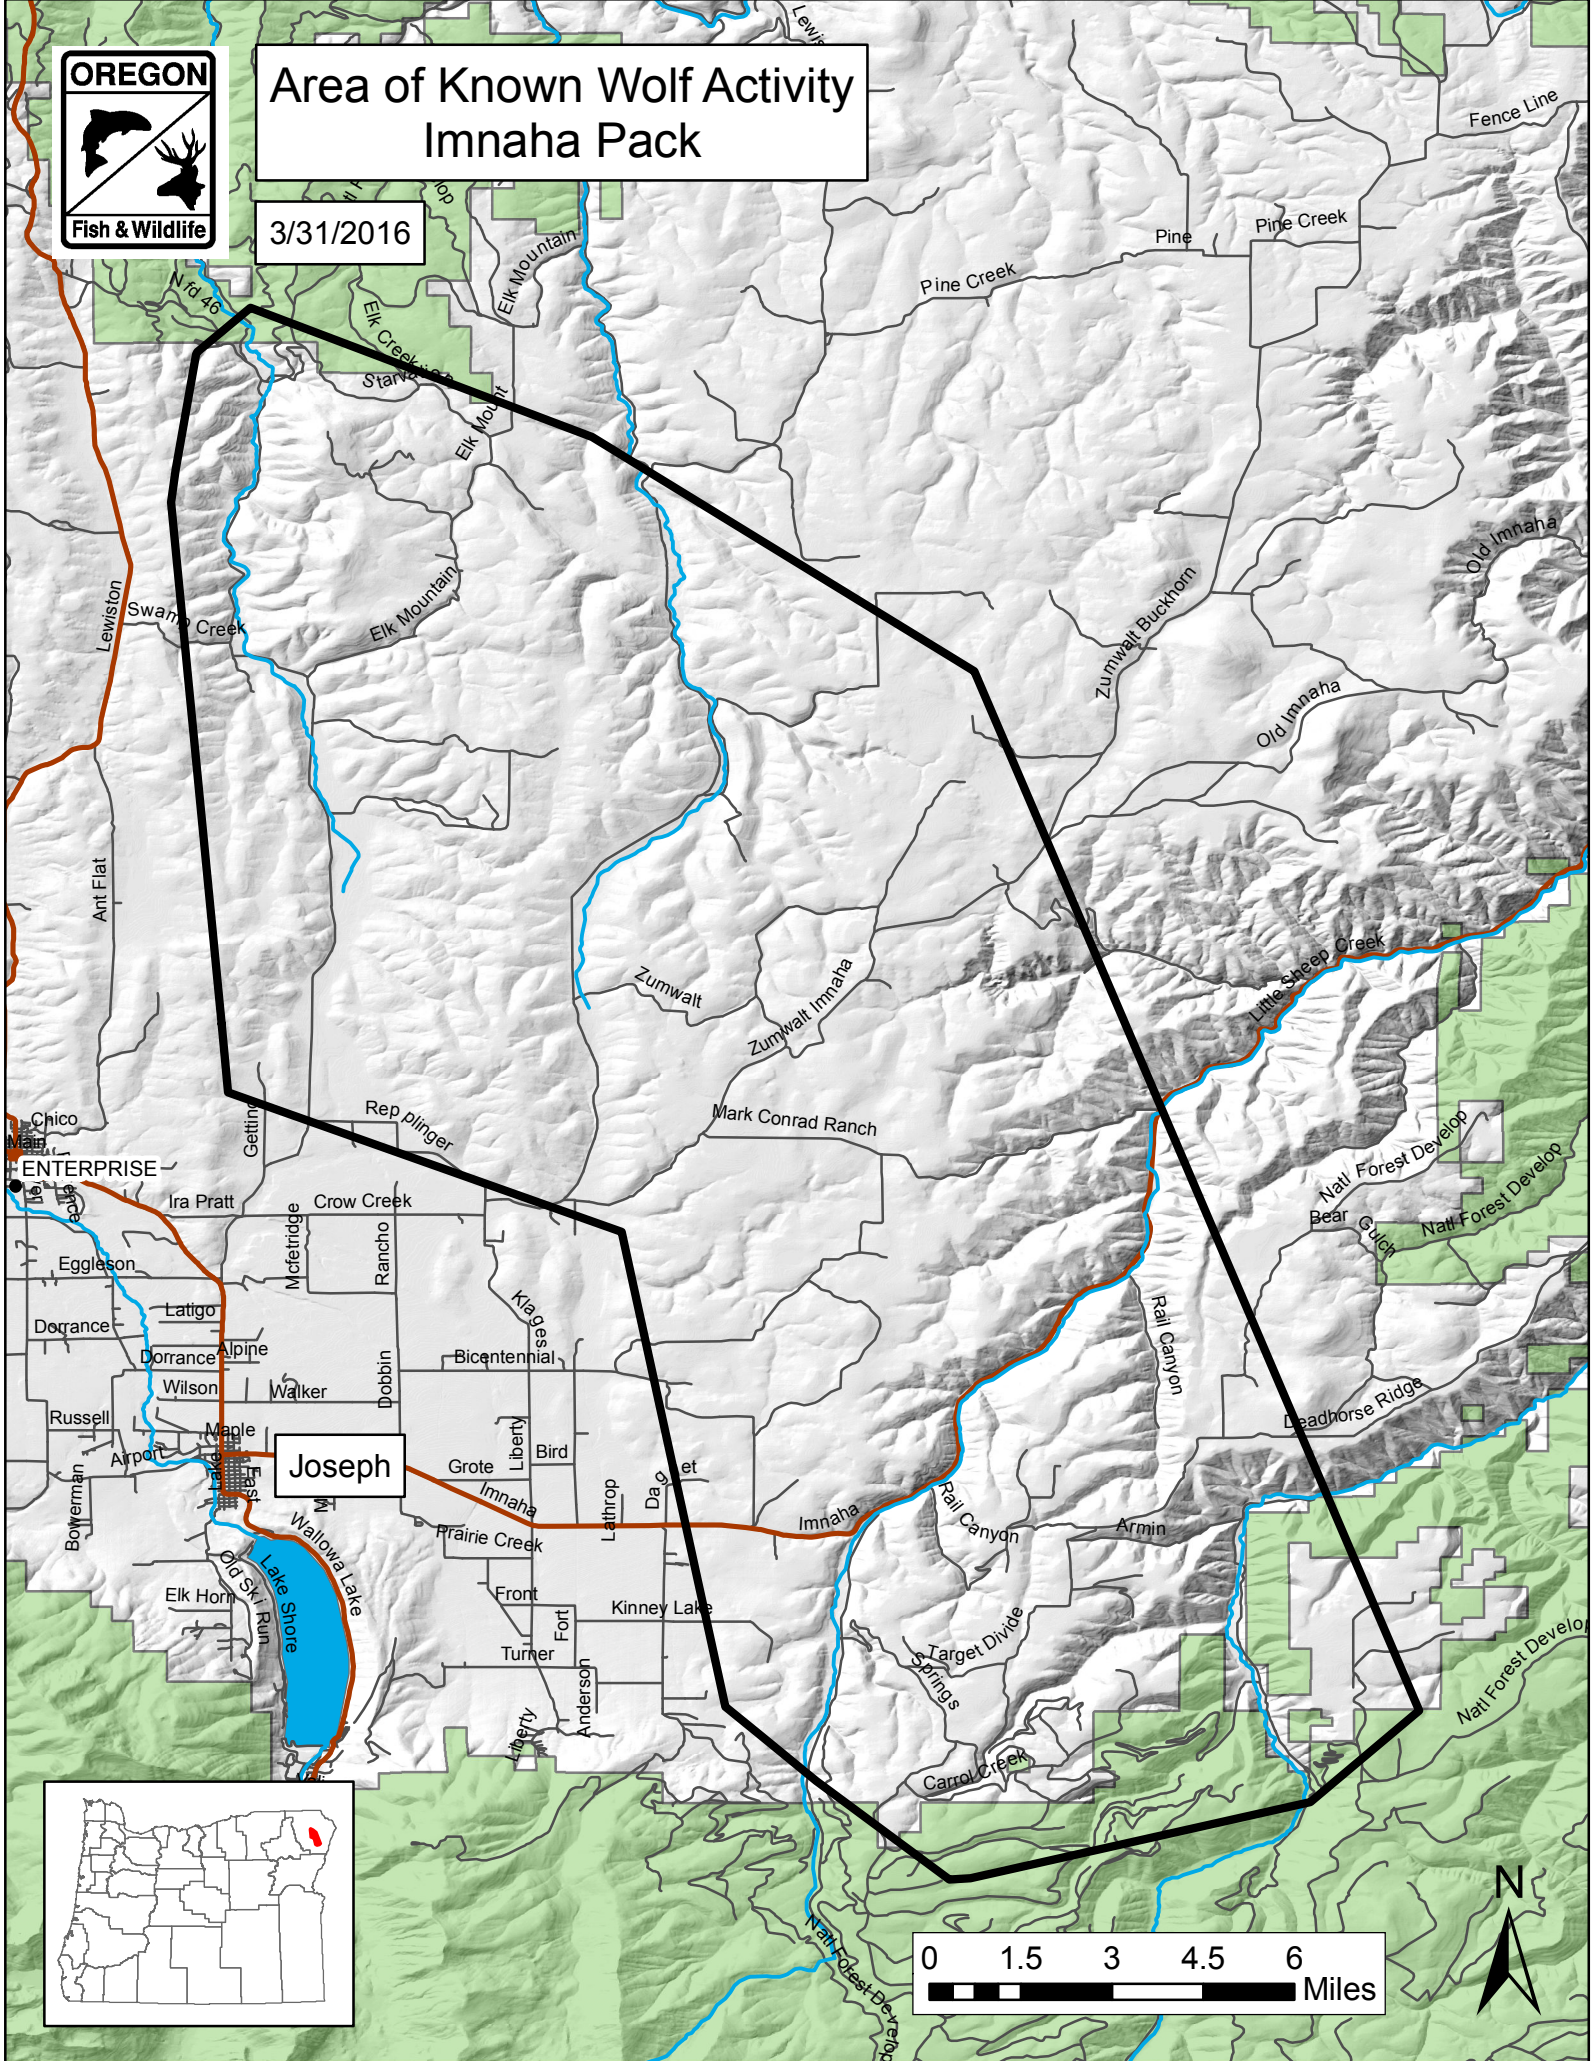 OREGON
Fish & Wildlife
Area of Known Wolf Activity
Imnaha Pack
3/31/2016
Fence Line
Pine Creek
Pine
Pine Creek
Elk Mountain
Nfd 46
Elk Creek
Elk Mount
Old Imnaha
Zumwalt Buckhorn
Elk Mountain
Lewiston
Swamp Creek
Old Imnaha
Ant Flat
Little Sheep Creek
Zumwalt
Zumwalt Imnaha
Chico
Main
Getting
Rep plinger
Mark Conrad Ranch
ENTERPRISE
Natl Forest Develop
Natl Forest Develop
Bear Gulch
Ira Pratt
Crow Creek
Mcfetridge
Rancho
Eggleson
Klages
Rail Canyon
Latigo
Dorrance
Alpine
Dorrance
Bicentennial
Wilson
Walker
Dobbin
Deadhorse Ridge
Russell
Maple
Airport
Lake
East
Joseph
Liberty
Bird
Grote
Bowerman
Imnaha
Lathrop
Imnaha
Rail Canyon
Armin
Prairie Creek
Wallowa Lake
Old Ski Run
Lake Shore
Elk Horn
Front
Fort
Kinney Lake
Turner
Target Divide
Springs
Anderson
Liberty
Natl Forest Develop
Carrol Creek
Natl Forest Develop
N
0 1.5 3 4.5 6
Miles